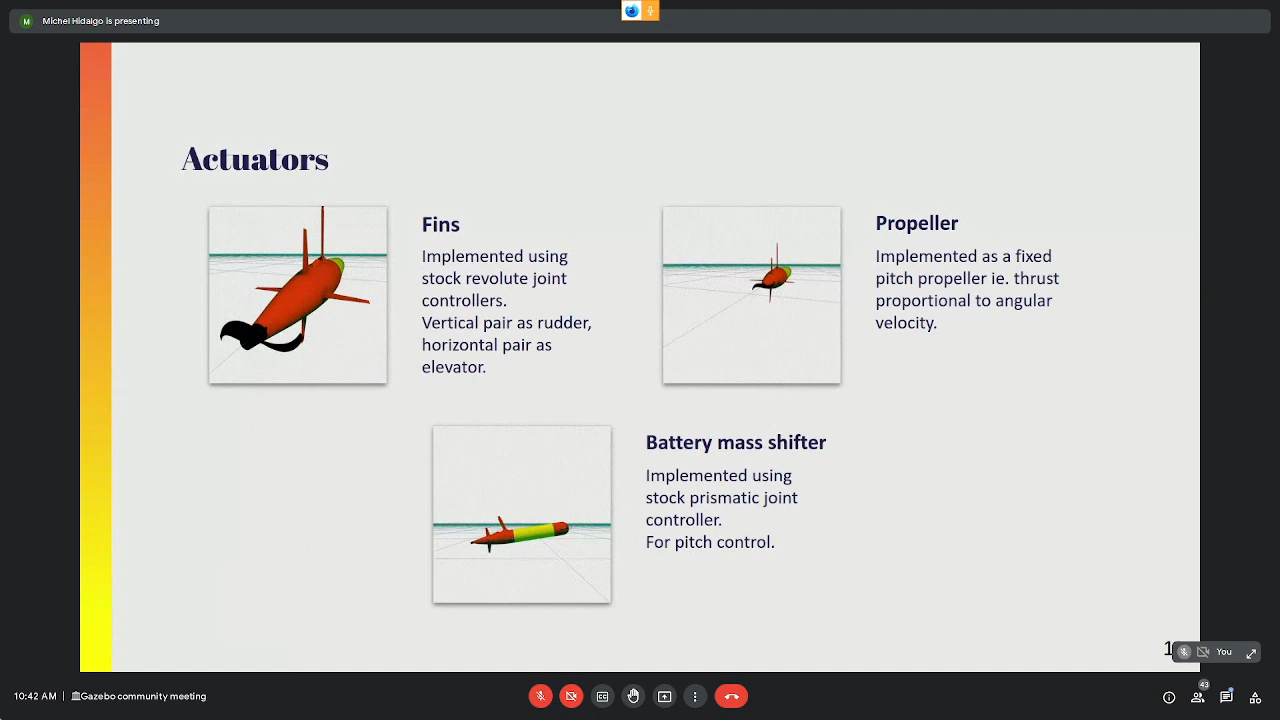 M Michel Hidalgo is presenting
Actuators
Fins
Implemented using
stock revolute joint
controllers.
Vertical pair as rudder,
horizontal pair as
elevator.
Propeller
Implemented as a fixed
pitch propeller ie. thrust
proportional to angular
velocity.
Battery mass shifter
Implemented using
stock prismatic joint
controller.
For pitch control.
You
10:42 AM | 🏛Gazebo community meeting
43